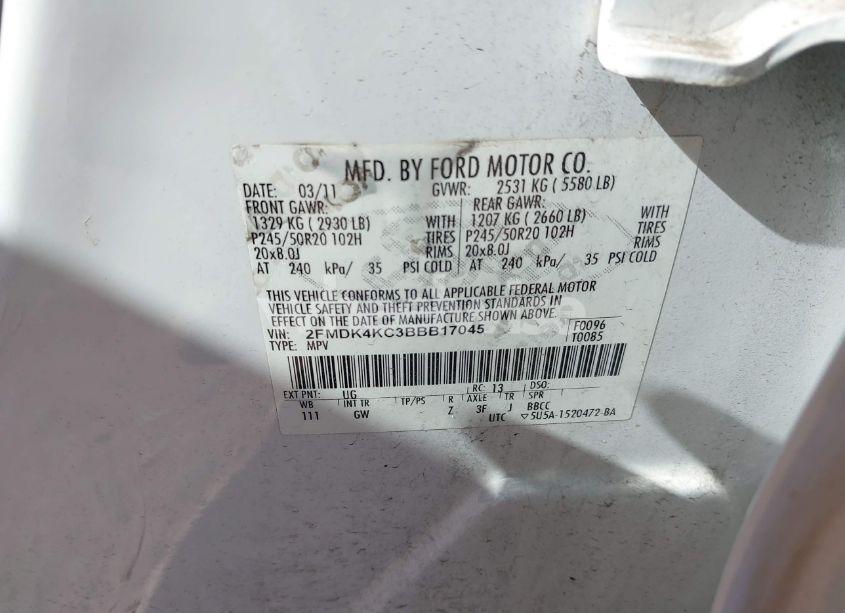 MFD. BY FORD MOTOR CO.
DATE: 03/11 GVWR: 2531 KG ( 5580 LB)
FRONT GAWR: REAR GAWR:
1329 KG ( 2930 LB) WITH 1207 KG ( 2660 LB) WITH
P245/50R20 102H TIRES P245/50R20 102H TIRES
20x8.0J RIMS 20x8.0J RIMS
AT 240 kPa/ 35 PSI COLD AT 240 kPa/ 35 PSI COLD
THIS VEHICLE CONFORMS TO ALL APPLICABLE FEDERAL MOTOR
VEHICLE SAFETY AND THEFT PREVENTION STANDARDS IN
EFFECT ON THE DATE OF MANUFACTURE SHOWN ABOVE.
VIN: 2FMDK4KC3BBB17045 F0096
TYPE: MPV T0085
EXT PNT: UG RC: 13 DSO:
WB INT TR TP/PS R AXLE TR SPR
111 GW Z 3F J BBCC
UTC ▽5U5A-1520472-BA